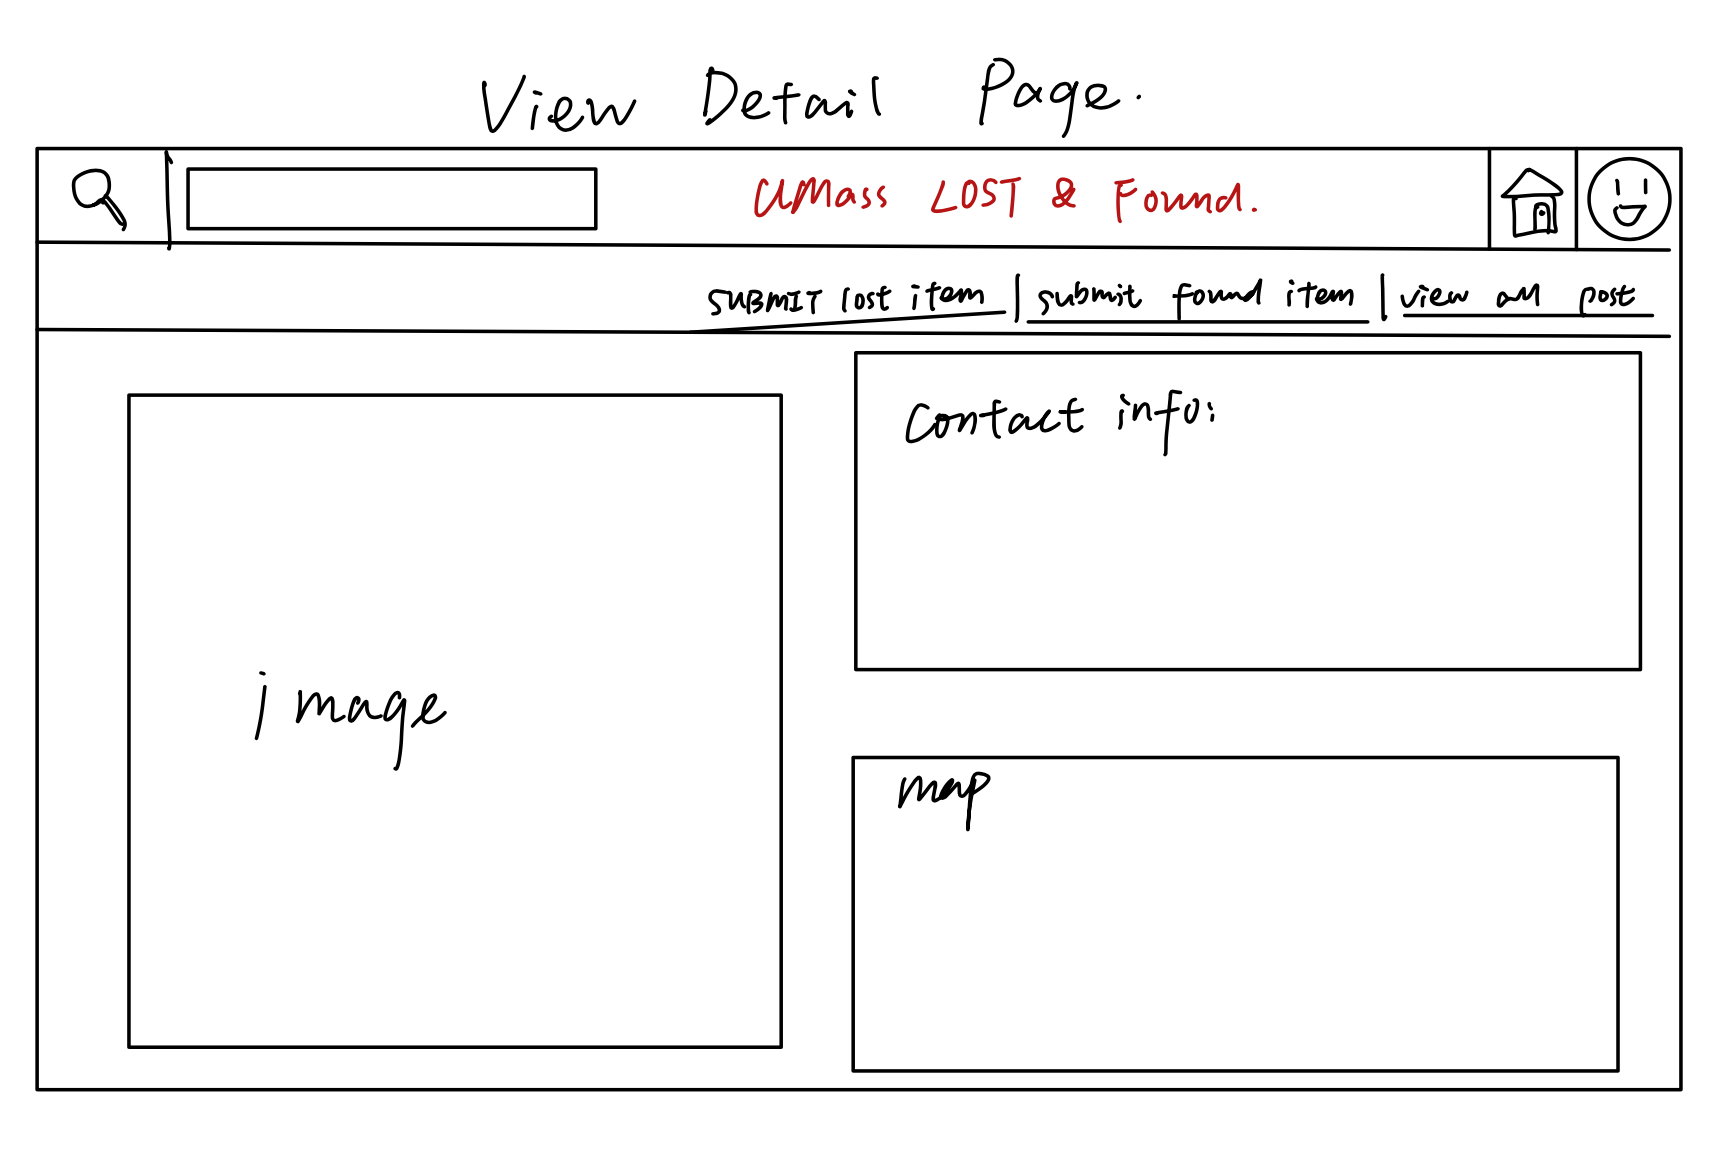 View Detail Page.
UMass LOST & Found.
SUBMIT lost item | submit found item | view all post
Contact info:
image
map